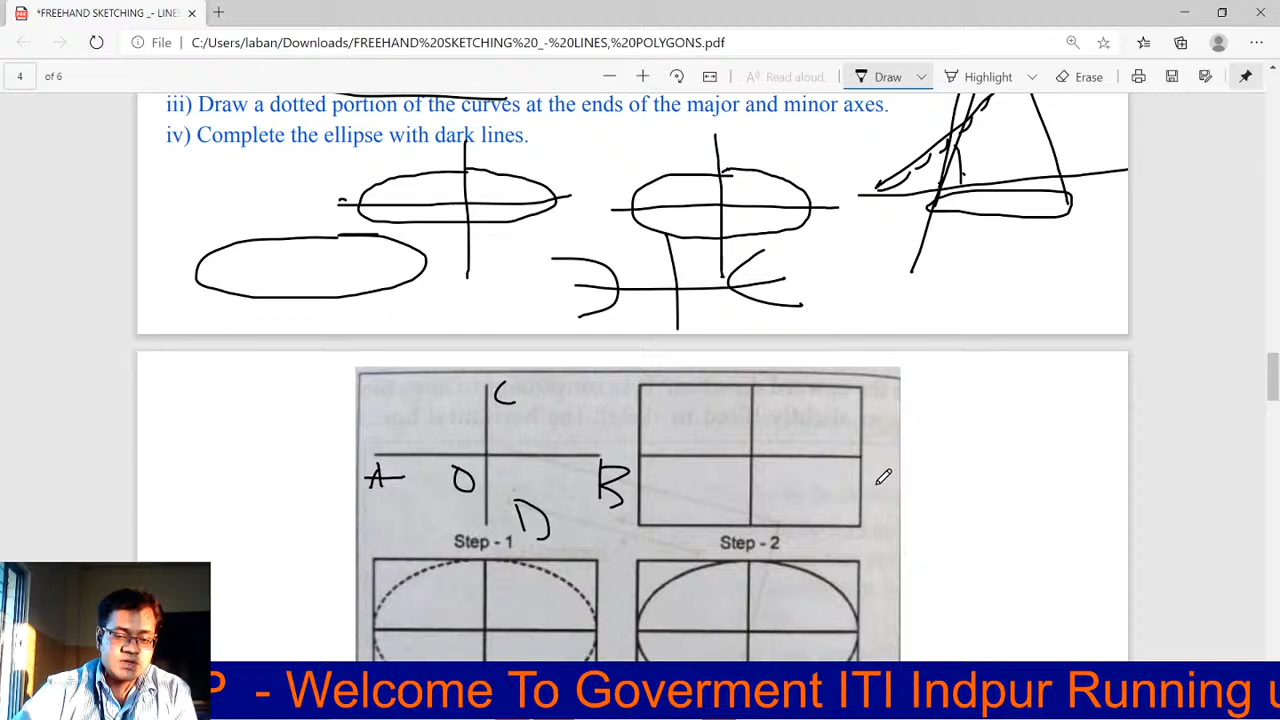 *FREEHAND SKETCHING _- LINE
File C:/Users/laban/Downloads/FREEHAND%20SKETCHING%20_-%20LINES,%20POLYGONS.pdf
4 of 6
Read aloud
Draw
Highlight
Erase
iii) Draw a dotted portion of the curves at the ends of the major and minor axes.
iv) Complete the ellipse with dark lines.
C
A O B
D
Step - 1 Step - 2
P - Welcome To Goverment ITI Indpur Running u